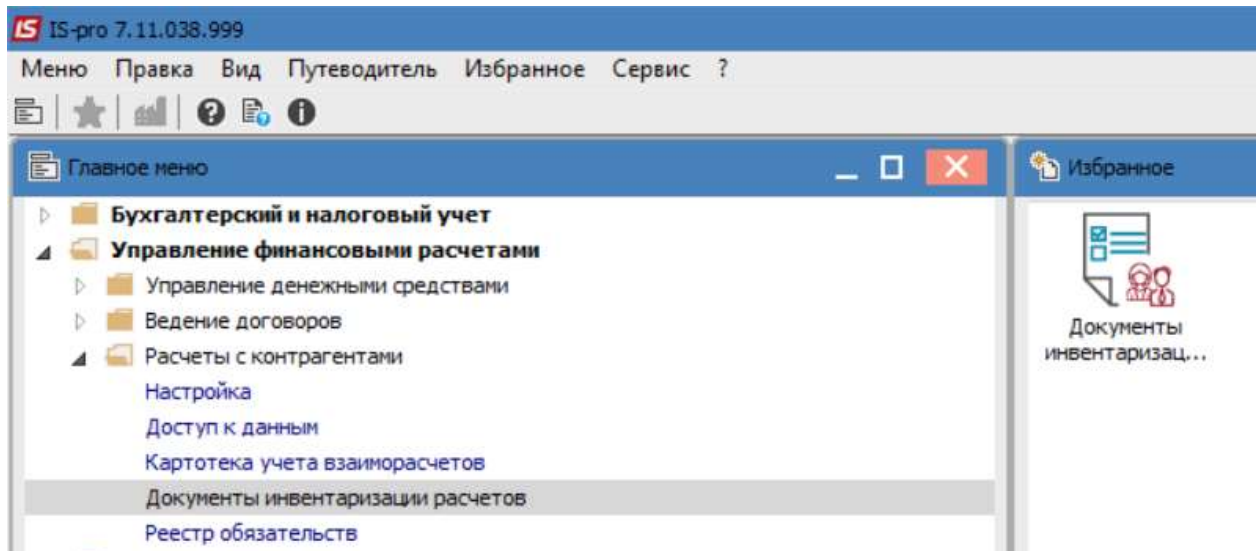 IS-pro 7.11.038.999
Меню Правка Вид Путеводитель Избранное Сервис ?
Главное меню
Бухгалтерский и налоговый учет
Управление финансовыми расчетами
Управление денежными средствами
Ведение договоров
Расчеты с контрагентами
Настройка
Доступ к данным
Картотека учета взаиморасчетов
Документы инвентаризации расчетов
Реестр обязательств
Избранное
Документы
инвентаризац...